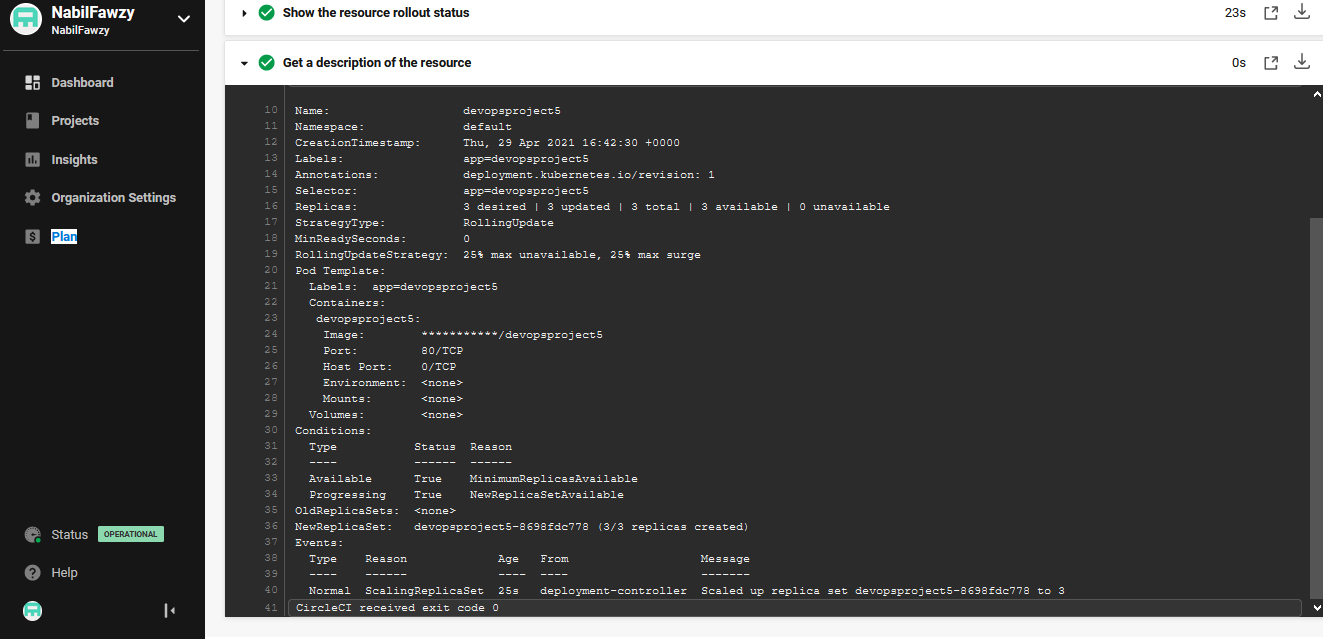 NabilFawzy
NabilFawzy
Dashboard
Projects
Insights
Organization Settings
Plan
Status OPERATIONAL
Help
Show the resource rollout status 23s
Get a description of the resource 0s
10 Name: devopsproject5
11 Namespace: default
12 CreationTimestamp: Thu, 29 Apr 2021 16:42:30 +0000
13 Labels: app=devopsproject5
14 Annotations: deployment.kubernetes.io/revision: 1
15 Selector: app=devopsproject5
16 Replicas: 3 desired | 3 updated | 3 total | 3 available | 0 unavailable
17 StrategyType: RollingUpdate
18 MinReadySeconds: 0
19 RollingUpdateStrategy: 25% max unavailable, 25% max surge
20 Pod Template:
21 Labels: app=devopsproject5
22 Containers:
23 devopsproject5:
24 Image: ***********/devopsproject5
25 Port: 80/TCP
26 Host Port: 0/TCP
27 Environment: <none>
28 Mounts: <none>
29 Volumes: <none>
30 Conditions:
31 Type Status Reason
32 ---- ------ ------
33 Available True MinimumReplicasAvailable
34 Progressing True NewReplicaSetAvailable
35 OldReplicaSets: <none>
36 NewReplicaSet: devopsproject5-8698fdc778 (3/3 replicas created)
37 Events:
38 Type Reason Age From Message
39 ---- ------ ---- ---- -------
40 Normal ScalingReplicaSet 25s deployment-controller Scaled up replica set devopsproject5-8698fdc778 to 3
41 CircleCI received exit code 0